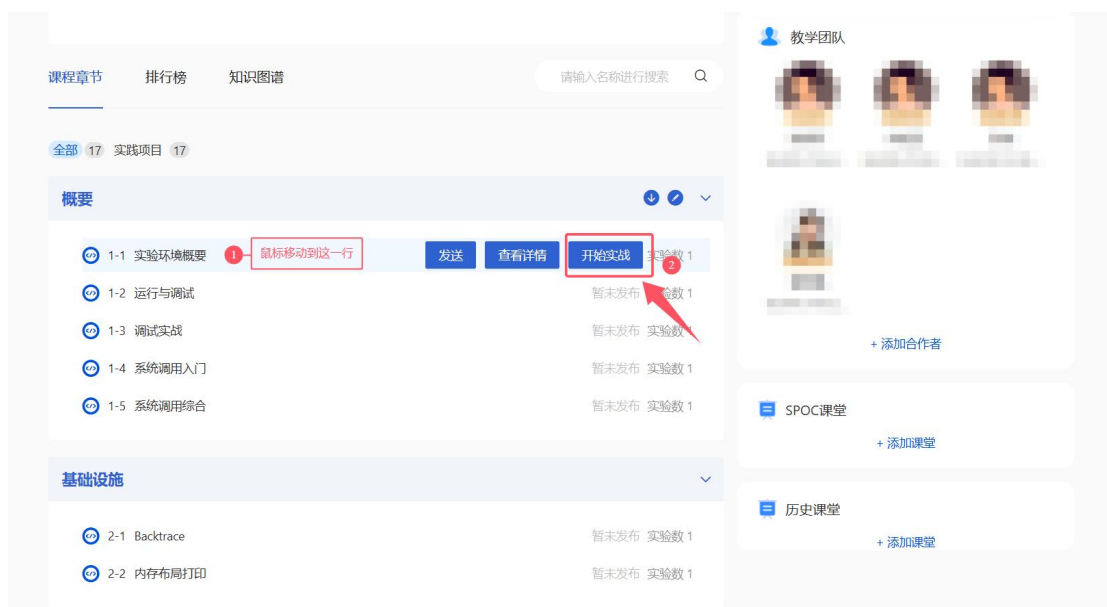 教学团队
课程章节 排行榜 知识图谱 请输入名称进行搜索
全部 17 实践项目 17
概要
1-1 实验环境概要 1 鼠标移动到这一行 发送 查看详情 开始实战 实验数 1
2
1-2 运行与调试 暂未发布 实验数 1
1-3 调试实战 暂未发布 实验数 1
1-4 系统调用入门 暂未发布 实验数 1
1-5 系统调用综合 暂未发布 实验数 1
+ 添加合作者
SPOC课堂
+ 添加课堂
基础设施
2-1 Backtrace 暂未发布 实验数 1
2-2 内存布局打印 暂未发布 实验数 1
历史课堂
+ 添加课堂